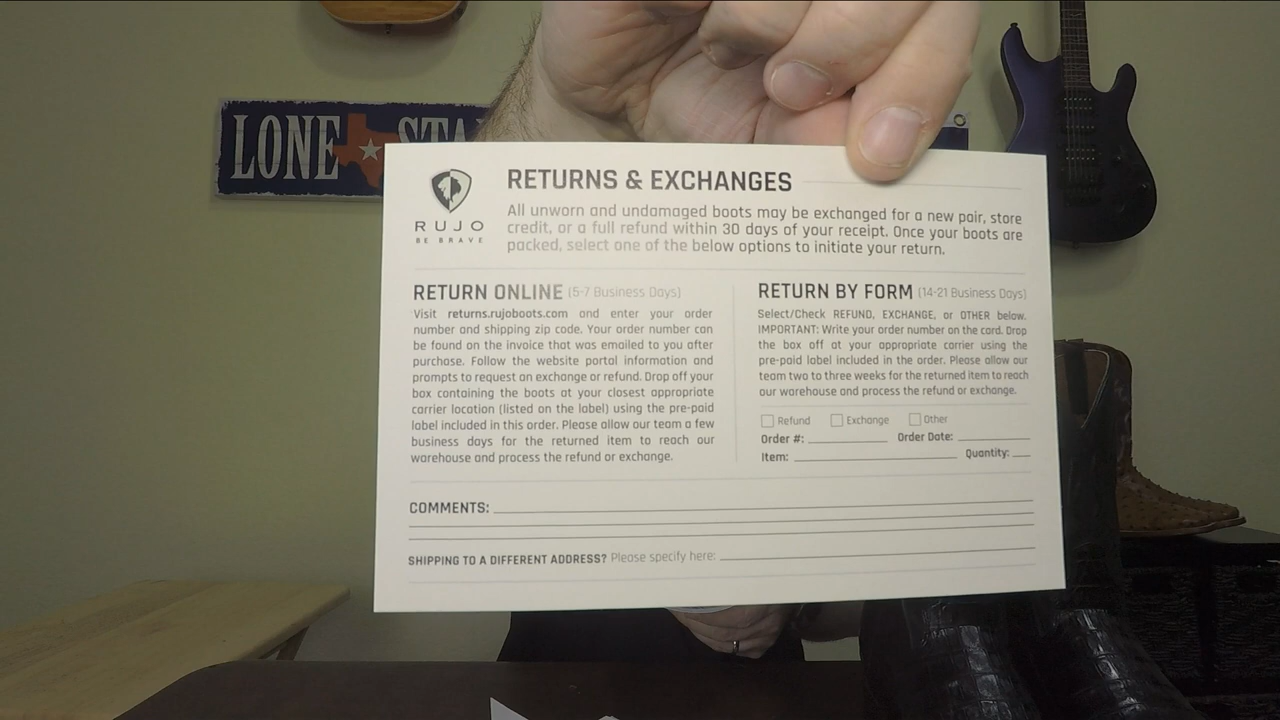 LONE STA
RUJO
BE BRAVE
RETURNS & EXCHANGES
All unworn and undamaged boots may be exchanged for a new pair, store
credit, or a full refund within 30 days of your receipt. Once your boots are
packed, select one of the below options to initiate your return.
RETURN ONLINE (5-7 Business Days)
Visit returns.rujoboots.com and enter your order
number and shipping zip code. Your order number can
be found on the invoice that was emailed to you after
purchase. Follow the website portal information and
prompts to request an exchange or refund. Drop off your
box containing the boots at your closest appropriate
carrier location (listed on the label) using the pre-paid
label included in this order. Please allow our team a few
business days for the returned item to reach our
warehouse and process the refund or exchange.
RETURN BY FORM (14-21 Business Days)
Select/Check REFUND, EXCHANGE, or OTHER below.
IMPORTANT: Write your order number on the card. Drop
the box off at your appropriate carrier using the
pre-paid label included in the order. Please allow our
team two to three weeks for the returned item to reach
our warehouse and process the refund or exchange.
Refund Exchange Other
Order #: Order Date:
Item: Quantity:
COMMENTS:
SHIPPING TO A DIFFERENT ADDRESS? Please specify here: